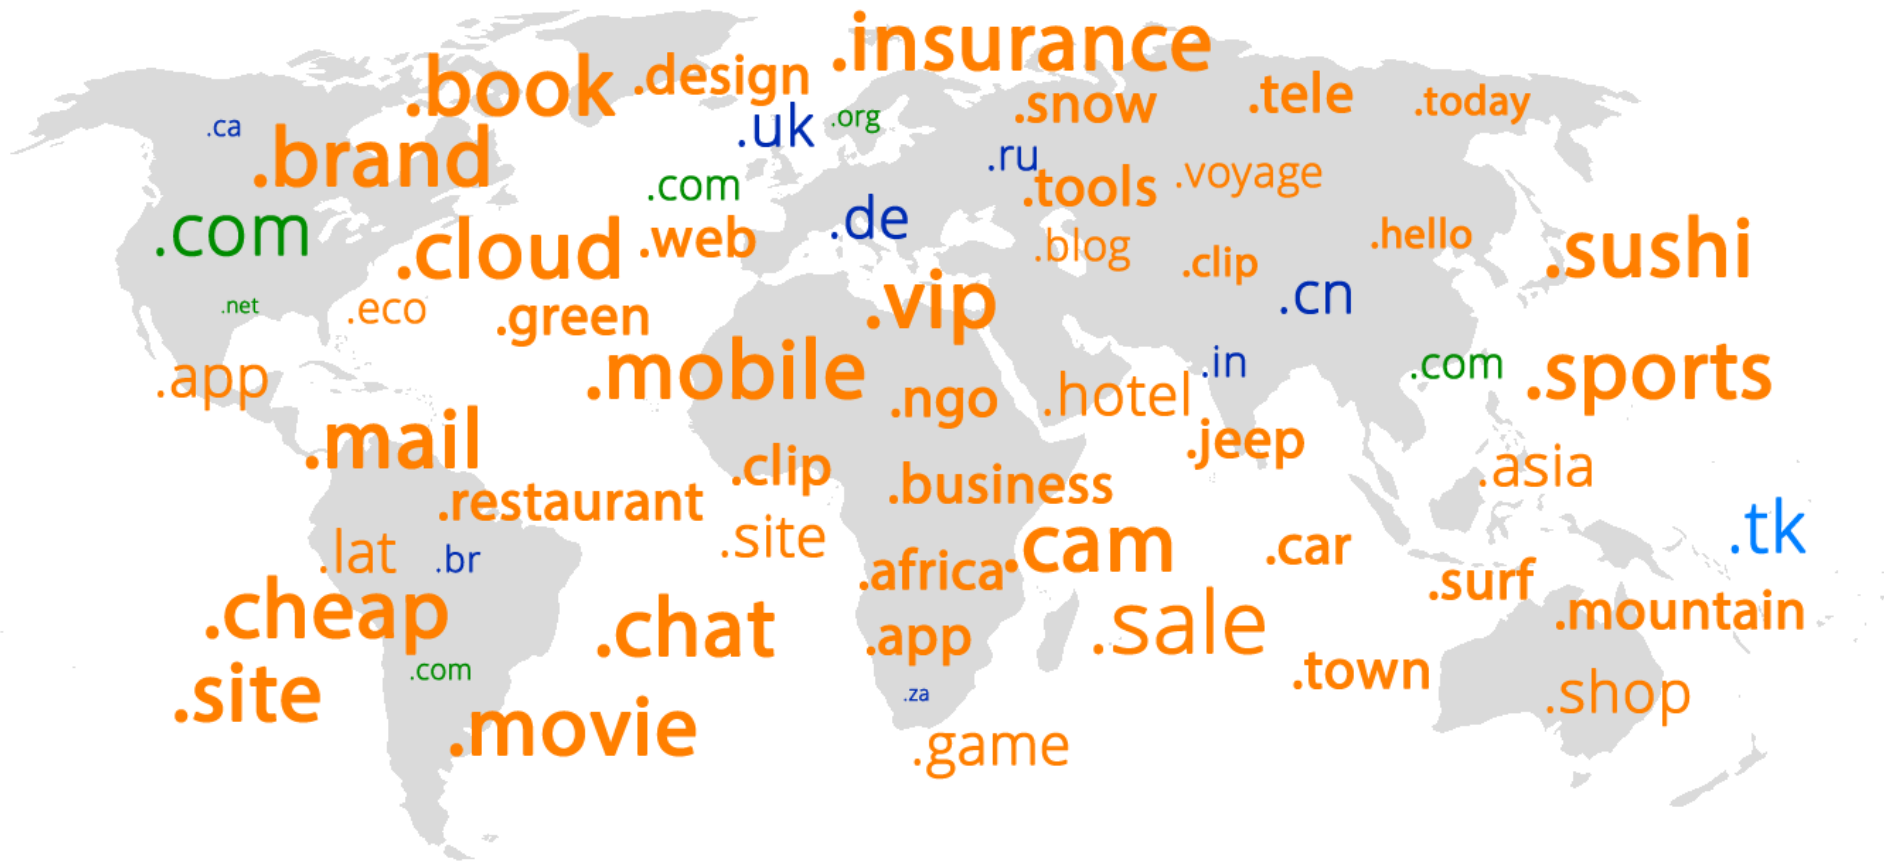 .insurance
.book
.design
.snow
.tele
.today
.ca
.uk
.org
.brand
.ru
.com
.tools
.voyage
.com
.cloud
.web
.de
.blog
.clip
.hello
.sushi
.net
.eco
.green
.vip
.cn
.app
.mobile
.ngo
.hotel
.in
.com
.sports
.mail
.clip
.jeep
.asia
.restaurant
.business
.site
.lat
.br
.africa
.cam
.car
.tk
.surf
.cheap
.chat
.app
.sale
.mountain
.site
.com
.za
.town
.shop
.movie
.game